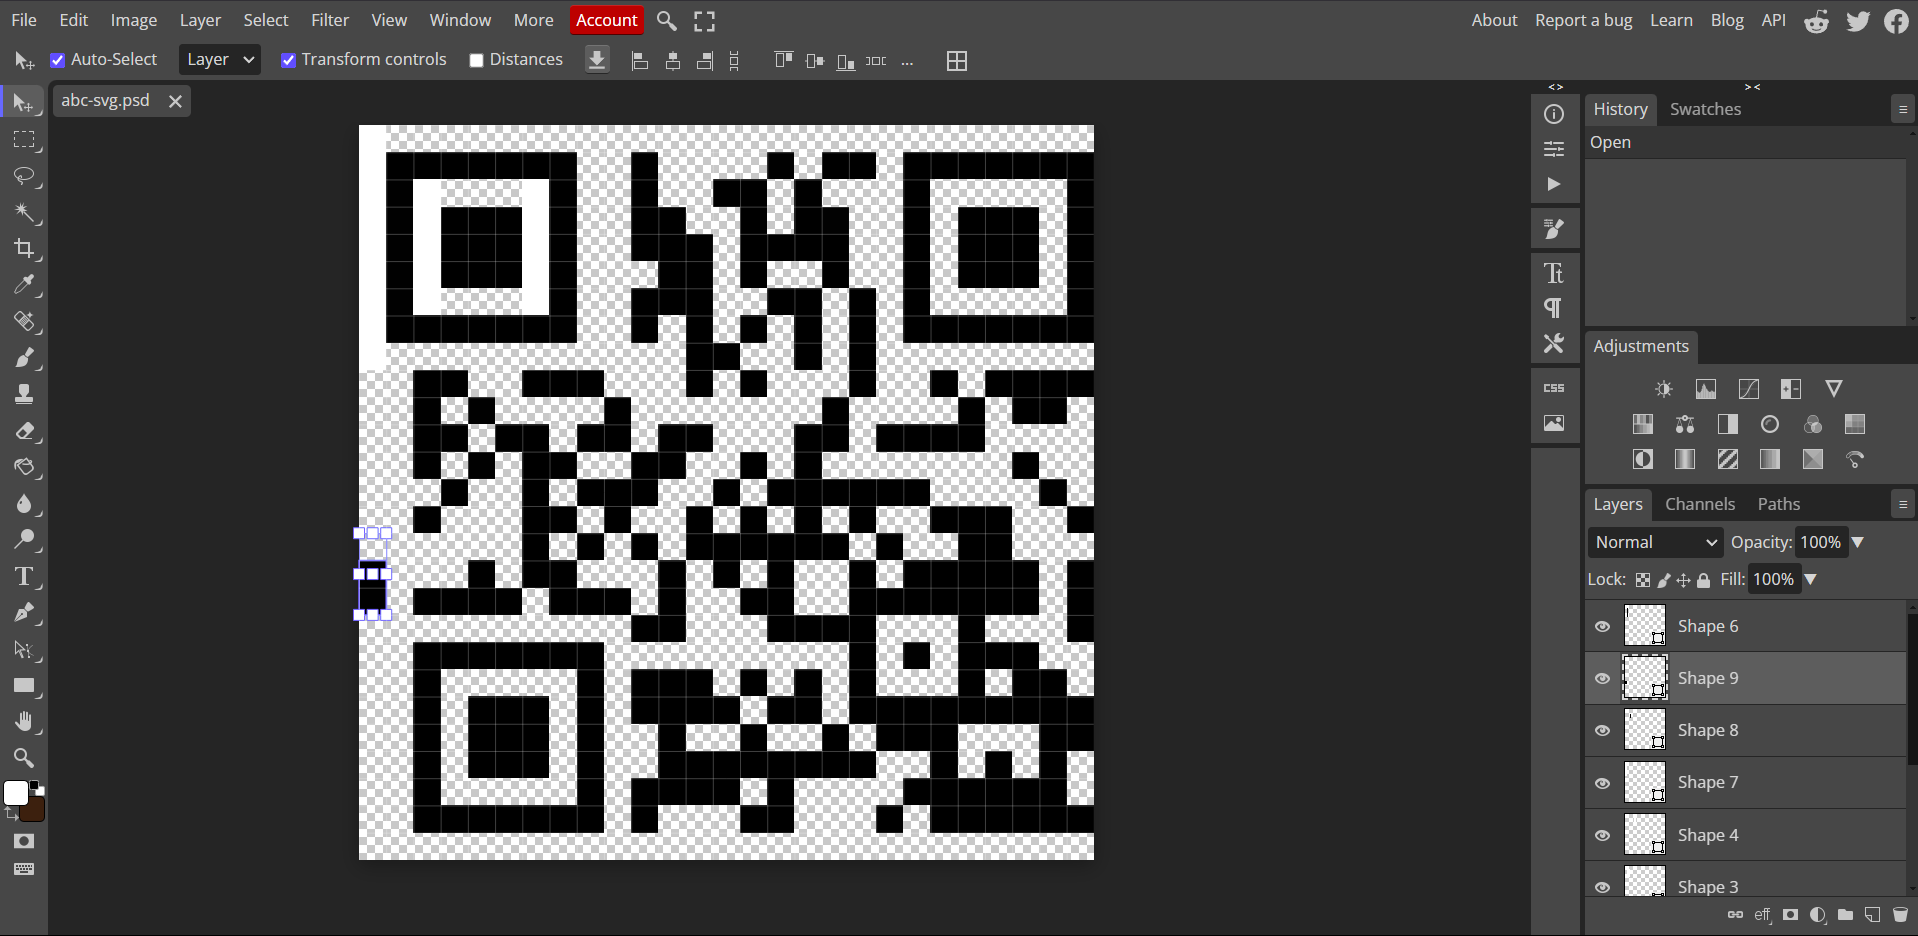 File Edit Image Layer Select Filter View Window More Account About Report a bug Learn Blog API
Auto-Select Layer Transform controls Distances ...
abc-svg.psd
History Swatches
Open
Adjustments
CSS
Layers Channels Paths
Normal Opacity: 100%
Lock: Fill: 100%
Shape 6
Shape 9
Shape 8
Shape 7
Shape 4
Shape 3
eff